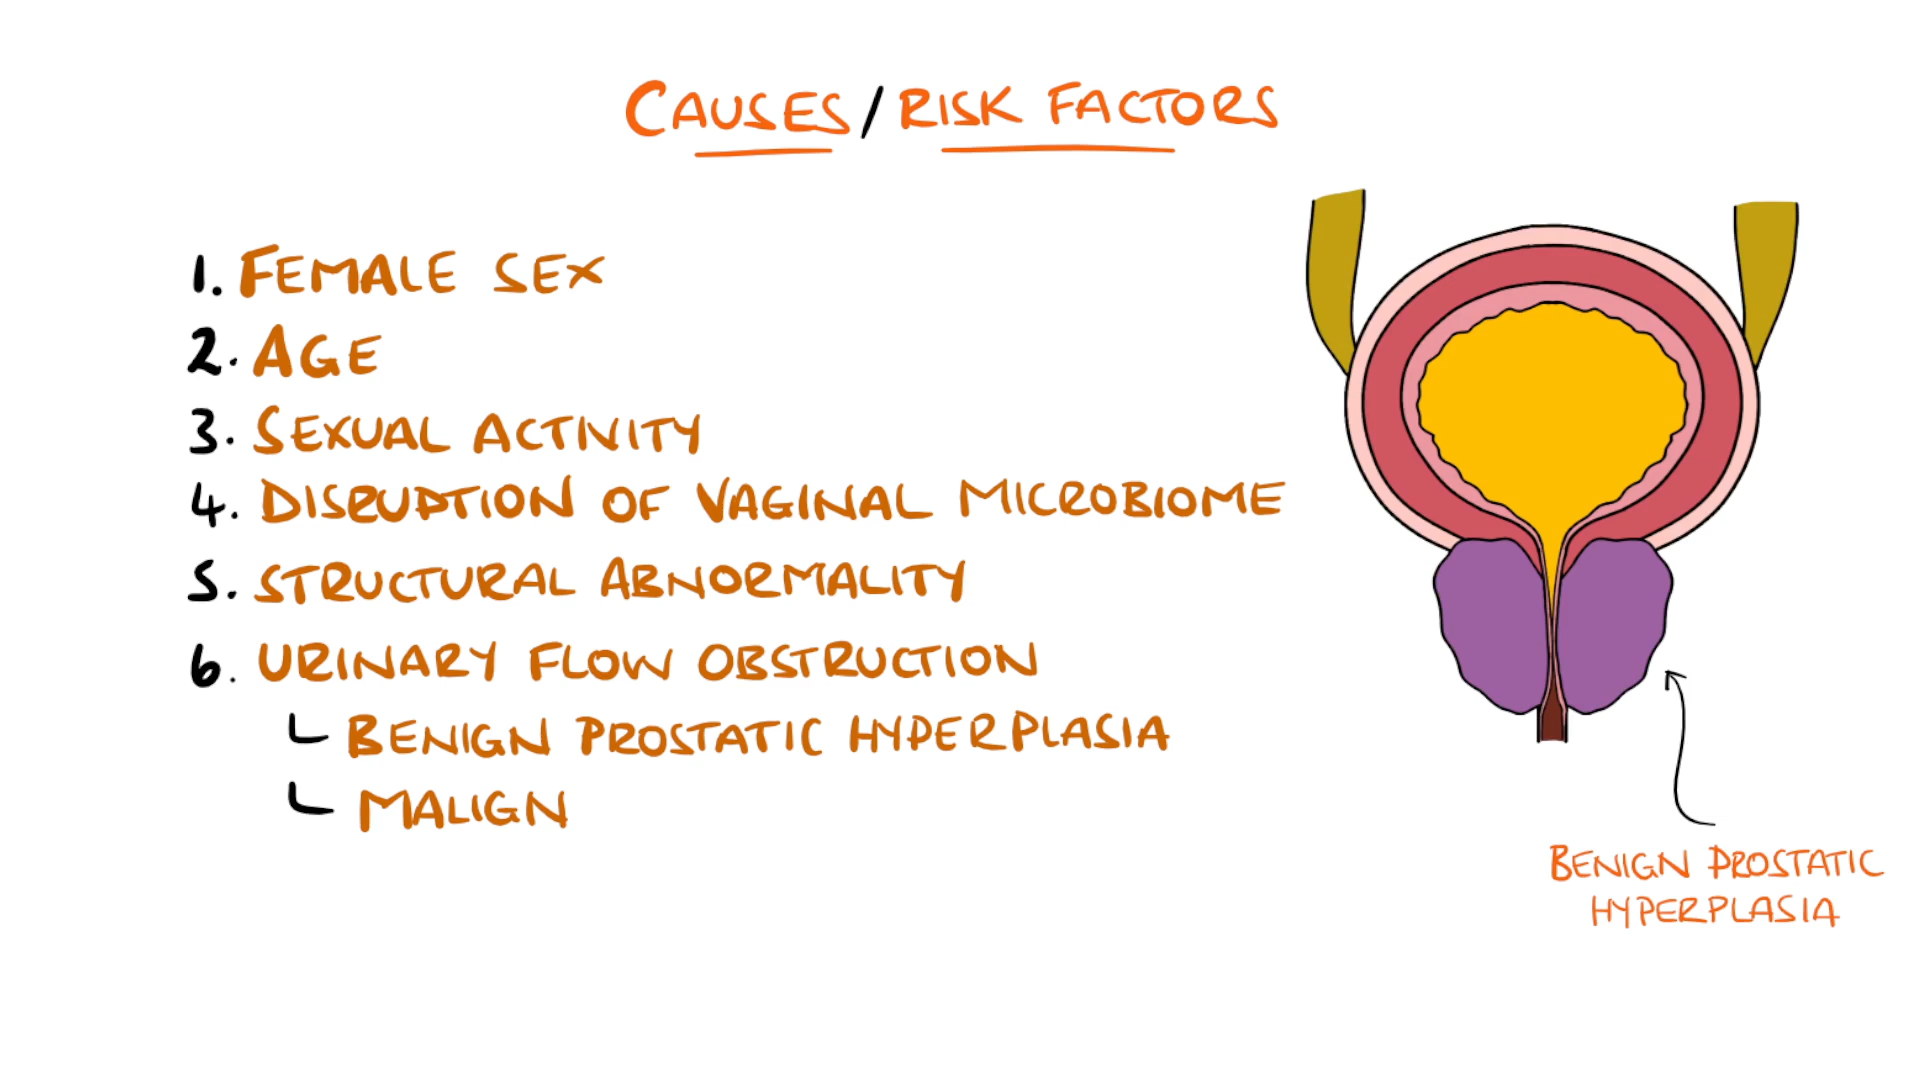 CAUSES/RISK FACTORS
1. FEMALE SEX
2. AGE
3. SEXUAL ACTIVITY
4. DISRUPTION OF VAGINAL MICROBIOME
5. STRUCTURAL ABNORMALITY
6. URINARY FLOW OBSTRUCTION
BENIGN PROSTATIC HYPERPLASIA
MALIGN
BENIGN PROSTATIC
HYPERPLASIA